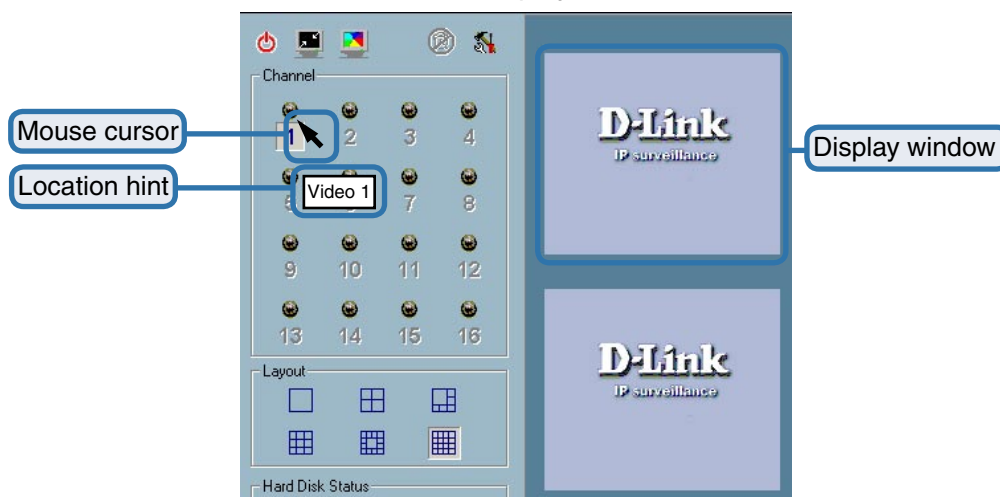 Channel
Mouse cursor
1 2 3 4
Location hint
Video 1
5 7 8
9 10 11 12
13 14 15 16
Layout
Hard Disk Status
D-Link
IP surveillance
Display window
D-Link
IP surveillance